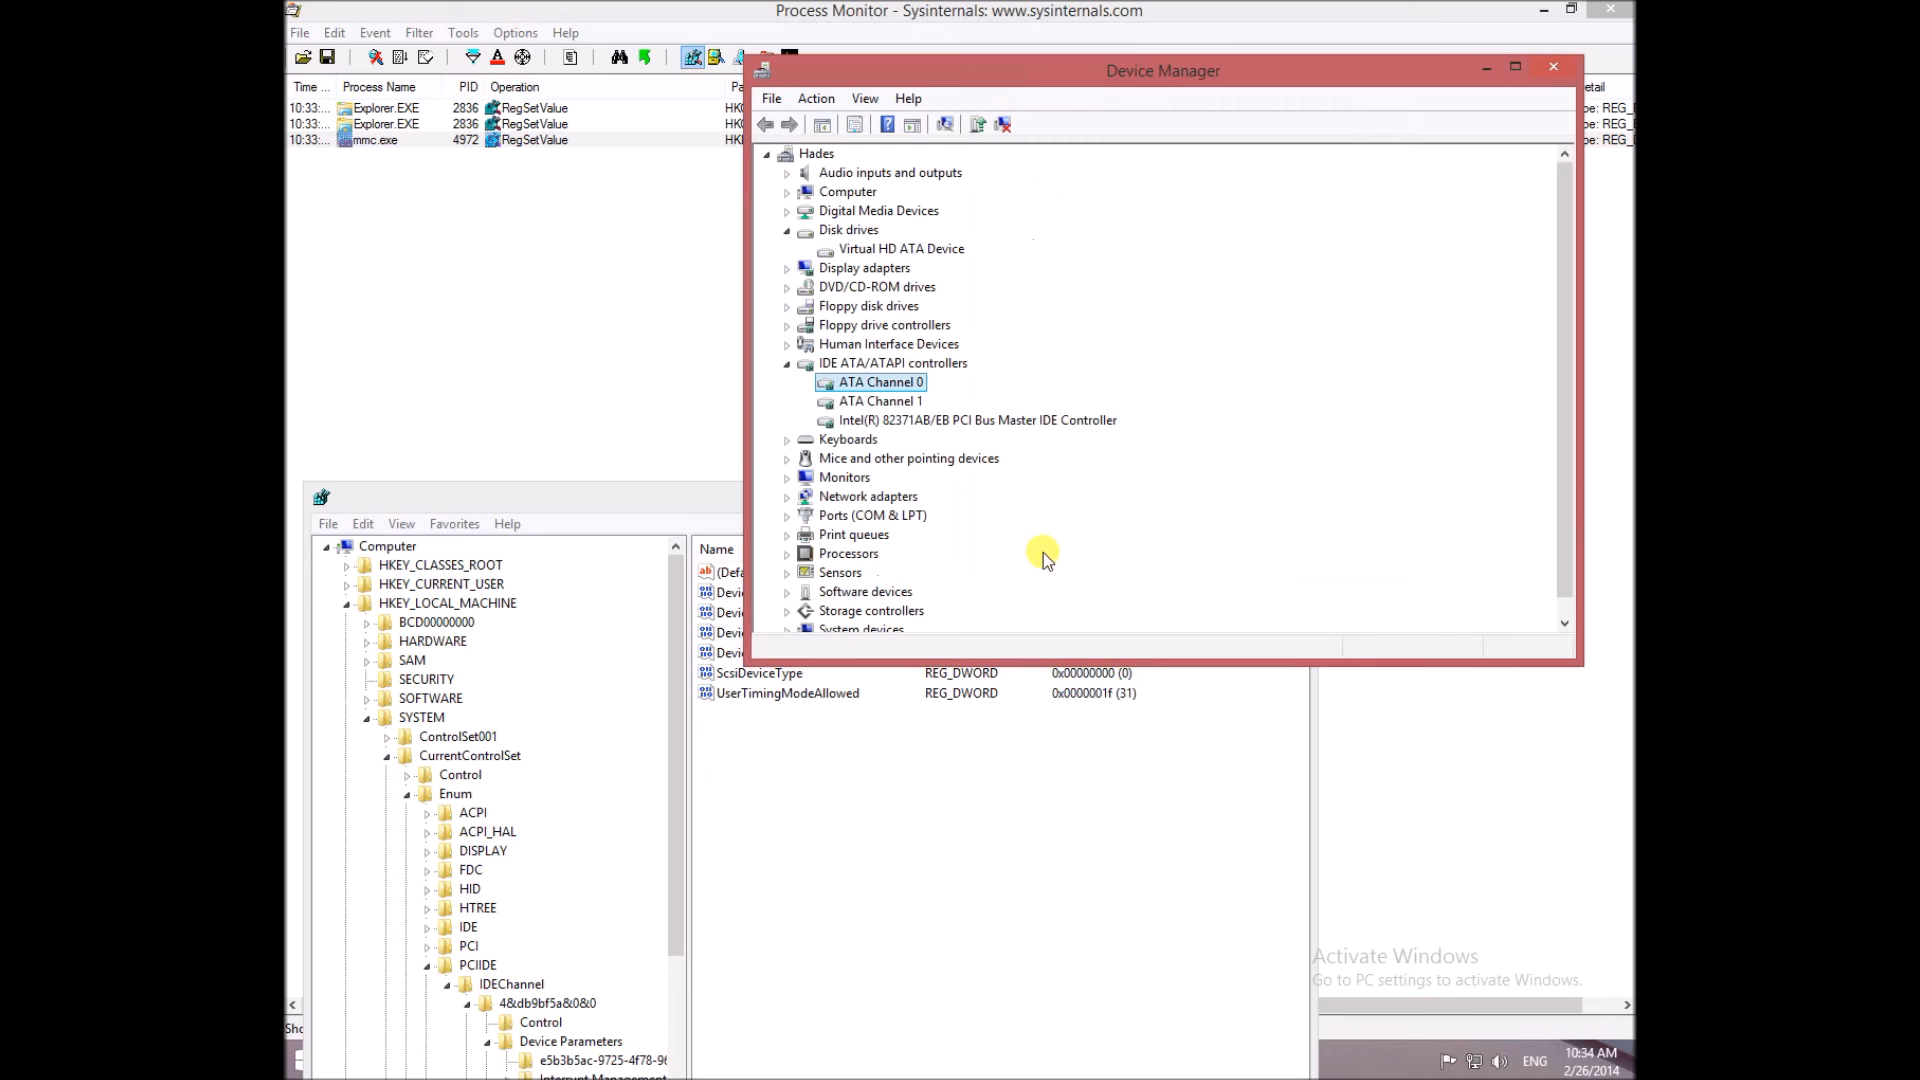 Process Monitor - Sysinternals: www.sysinternals.com
File Edit Event Filter Tools Options Help
Time ... Process Name PID Operation
10:33:... Explorer.EXE 2836 RegSetValue
10:33:... Explorer.EXE 2836 RegSetValue
10:33:... mmc.exe 4972 RegSetValue
Device Manager
File Action View Help
Hades
Audio inputs and outputs
Computer
Digital Media Devices
Disk drives
Virtual HD ATA Device
Display adapters
DVD/CD-ROM drives
Floppy disk drives
Floppy drive controllers
Human Interface Devices
IDE ATA/ATAPI controllers
ATA Channel 0
ATA Channel 1
Intel(R) 82371AB/EB PCI Bus Master IDE Controller
Keyboards
Mice and other pointing devices
Monitors
Network adapters
Ports (COM & LPT)
Print queues
Processors
Sensors
Software devices
Storage controllers
System devices
File Edit View Favorites Help
Computer
HKEY_CLASSES_ROOT
HKEY_CURRENT_USER
HKEY_LOCAL_MACHINE
BCD00000000
HARDWARE
SAM
SECURITY
SOFTWARE
SYSTEM
ControlSet001
CurrentControlSet
Control
Enum
ACPI
ACPI_HAL
DISPLAY
FDC
HID
HTREE
IDE
PCI
PCIIDE
IDEChannel
4&db9bf5a&0&0
Control
Device Parameters
e5b3b5ac-9725-4f78-96
Name
(Defa
Devi
Devi
Devi
Devi
ScsiDeviceType REG_DWORD 0x00000000 (0)
UserTimingModeAllowed REG_DWORD 0x0000001f (31)
Activate Windows
Go to PC settings to activate Windows.
ENG
10:34 AM
2/26/2014